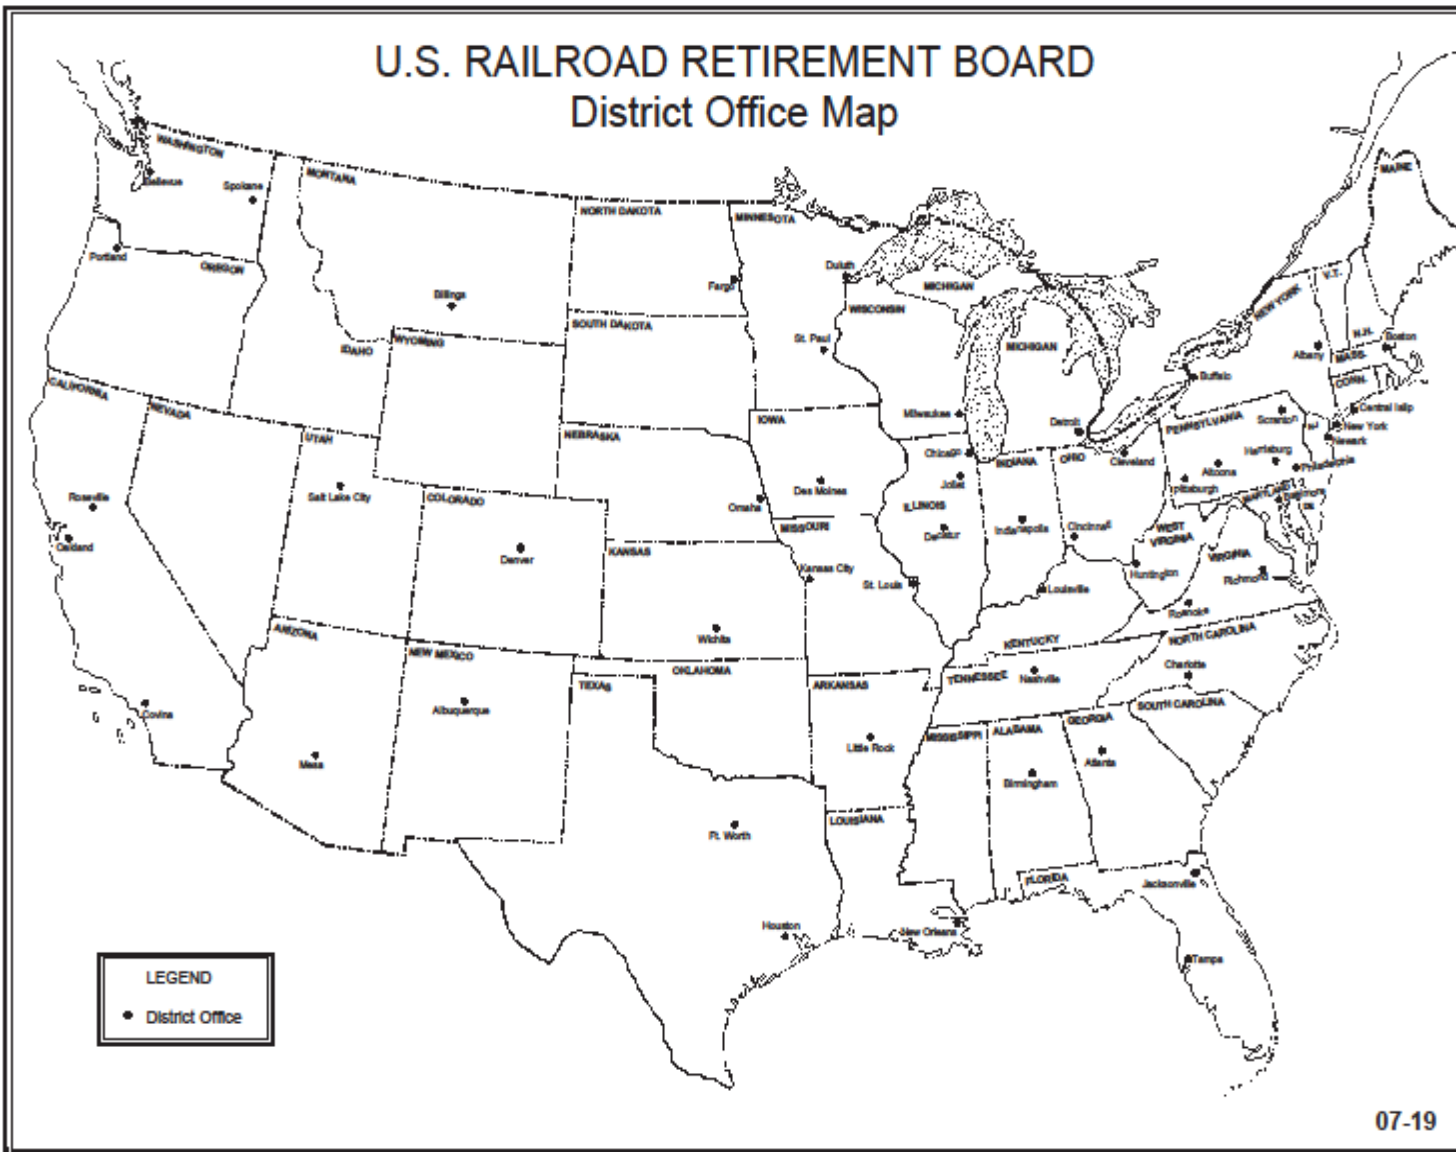 U.S. RAILROAD RETIREMENT BOARD
District Office Map
WASHINGTON
Bellevue
Spokane
MONTANA
NORTH DAKOTA
MINNESOTA
MAINE
Portland
OREGON
Billings
Fargo
Duluth
MICHIGAN
WISCONSIN
NEW YORK
V.T.
N.H.
SOUTH DAKOTA
IDAHO
WYOMING
St. Paul
MICHIGAN
Albany
MASS.
Boston
CALIFORNIA
NEVADA
Buffalo
CONN.
Central Islip
UTAH
NEBRASKA
IOWA
Milwaukee
Detroit
PENNSYLVANIA
Scranton
NJ
New York
Newark
Chicago
INDIANA
OHIO
Cleveland
Harrisburg
Philadelphia
Altoona
Pittsburgh
Roseville
Salt Lake City
COLORADO
Omaha
Des Moines
Joliet
ILLINOIS
MARYLAND
Baltimore
DE
Oakland
Denver
KANSAS
MISSOURI
Decatur
Indianapolis
Cincinnati
WEST
VIRGINIA
VIRGINIA
Kansas City
St. Louis
Louisville
Huntington
Richmond
Roanoke
ARIZONA
NEW MEXICO
Wichita
KENTUCKY
NORTH CAROLINA
OKLAHOMA
TEXAS
ARKANSAS
TENNESSEE
Nashville
Charlotte
SOUTH CAROLINA
Covina
Albuquerque
Mesa
Little Rock
MISSISSIPPI
ALABAMA
GEORGIA
Atlanta
Birmingham
Ft. Worth
LOUISIANA
FLORIDA
Jacksonville
Houston
New Orleans
Tampa
LEGEND
District Office
07-19